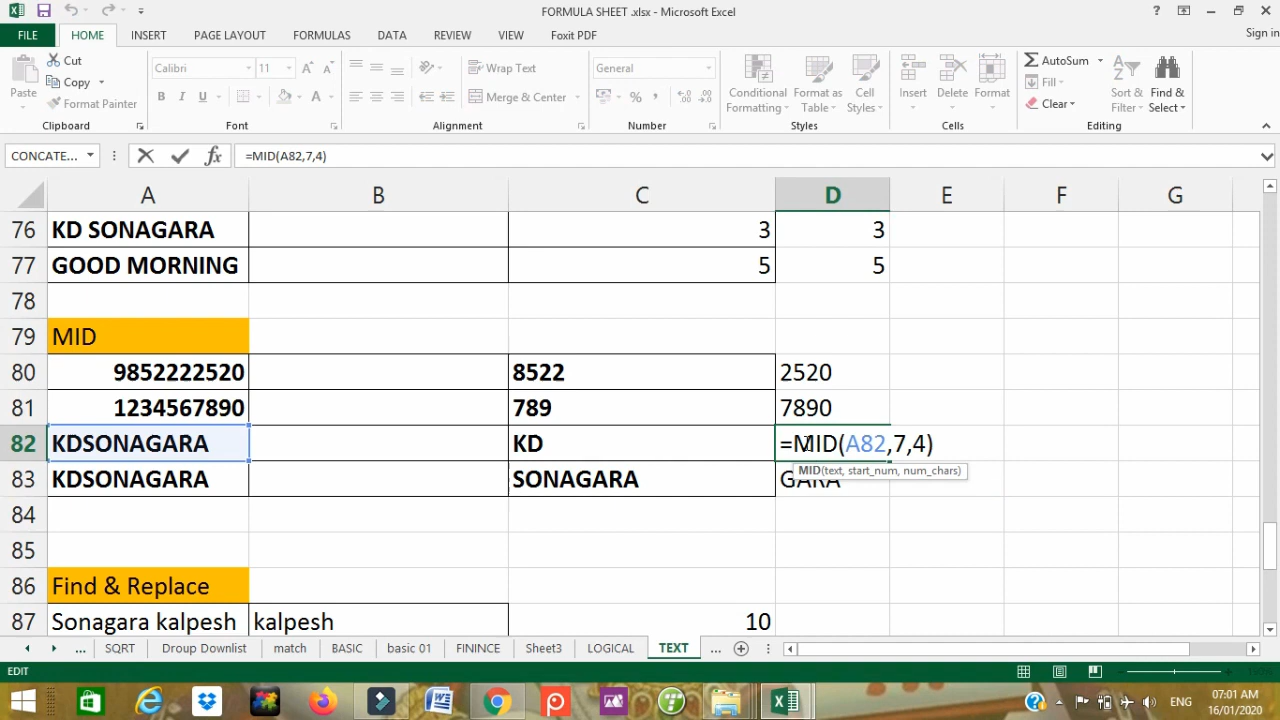 FORMULA SHEET .xlsx - Microsoft Excel
FILE HOME INSERT PAGE LAYOUT FORMULAS DATA REVIEW VIEW Foxit PDF Sign in
Cut
Copy
Format Painter
Paste
Clipboard
Calibri 11
B I U
Font
Wrap Text
Merge & Center
Alignment
General
%
Number
Conditional Formatting
Format as Table
Cell Styles
Styles
Insert Delete Format
Cells
AutoSum
Fill
Clear
Sort & Filter
Find & Select
Editing
CONCATE... =MID(A82,7,4)
A B C D E F G
76 KD SONAGARA 3 3
77 GOOD MORNING 5 5
78
79 MID
80 9852222520 8522 2520
81 1234567890 789 7890
82 KDSONAGARA KD =MID(A82,7,4)
MID(text, start_num, num_chars)
83 KDSONAGARA SONAGARA GARA
84
85
86 Find & Replace
87 Sonagara kalpesh kalpesh 10
... SQRT Droup Downlist match BASIC basic 01 FININCE Sheet3 LOGICAL TEXT ...
EDIT
ENG
07:01 AM
16/01/2020